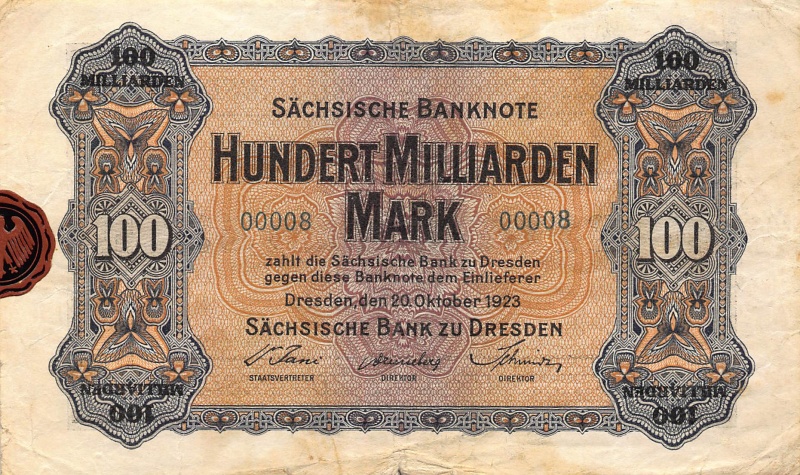 100
MILLIARDEN
100
MILLIARDEN
SÄCHSISCHE BANKNOTE
HUNDERT MILLIARDEN
MARK
00008
00008
100
100
zahlt die Sächsische Bank zu Dresden
gegen diese Banknote dem Einlieferer
Dresden, den 20. Oktober 1923
SÄCHSISCHE BANK ZU DRESDEN
STAATSVERTRETER
DIREKTOR
DIREKTOR
MILLIARDEN
100
MILLIARDEN
100